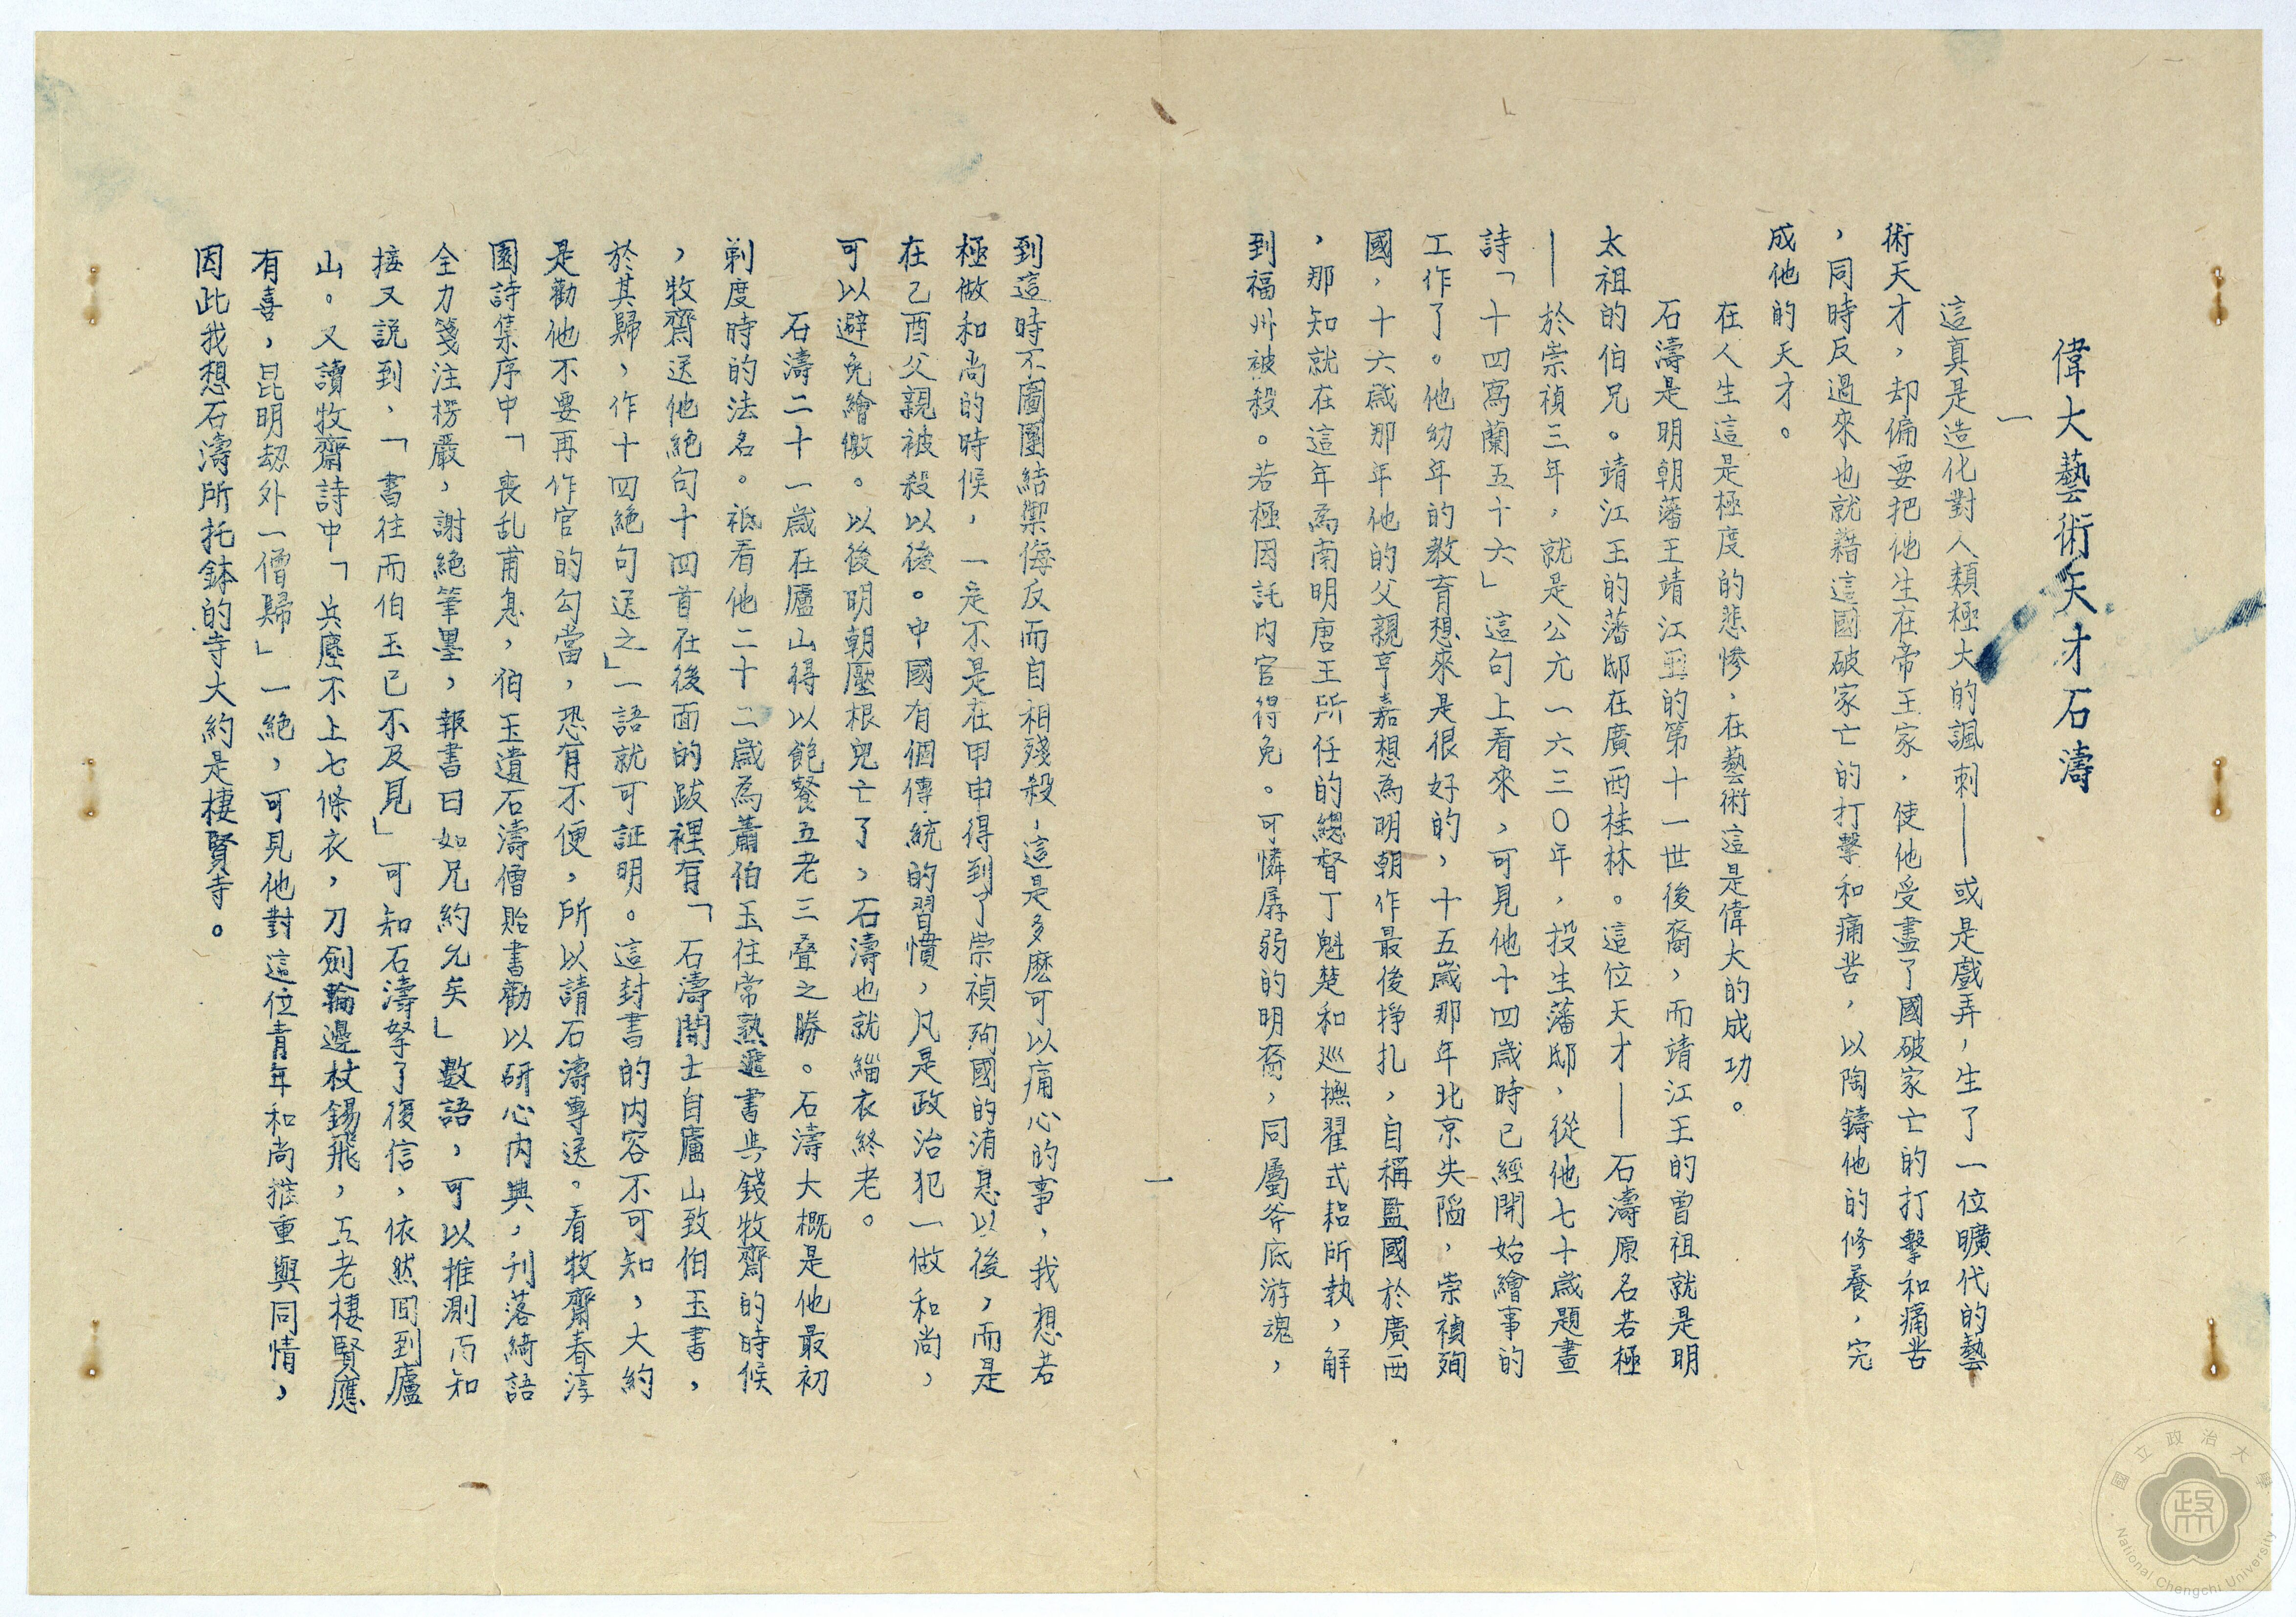 偉大藝術天才石濤
一
這真是造化對人類極大的諷刺——或是戲弄，生了一位曠代的藝
術天才，却偏要把他生在帝王家，使他受盡了國破家亡的打擊和痛苦
，同時反過來也就藉這國破家亡的打擊和痛苦，以陶鑄他的修養，完
成他的天才。
在人生這是極度的悲慘，在藝術這是偉大的成功。
石濤是明朝藩王靖江王的第十一世後裔，而靖江王的曾祖就是明
太祖的伯兄。靖江王的藩邸在廣西桂林。這位天才——石濤原名若極
——於崇禎三年，就是公元一六三〇年，投生藩邸，從他七十歲題畫
詩「十四寫蘭五十六」這句上看來，可見他十四歲時已經開始繪事的
工作了。他幼年的教育想來是很好的，十五歲那年北京失陷，崇禎殉
國，十六歲那年他的父親亨嘉想為明朝作最後掙扎，自稱監國於廣西
，那知就在這年為南明唐王所任的總督丁魁楚和巡撫瞿式耜所執，解
到福州被殺。若極因託內官得免。可憐孱弱的明裔，同屬斧底游魂，
一
到這時不圖團結禦侮反而自相殘殺，這是多麼可以痛心的事，我想若
極做和尚的時候，一定不是在甲申得到了崇禎殉國的消息以後，而是
在乙酉父親被殺以後。中國有個傳統的習慣，凡是政治犯一做和尚，
可以避免繒繳。以後明朝壓根兒亡了，石濤也就緇衣終老。
石濤二十一歲在廬山得以飽餐五老三叠之勝。石濤大概是他最初
剃度時的法名。祗看他二十二歲為蕭伯玉往常熟遞書與錢牧齋的時候
，牧齋送他絕句十四首在後面的跋裡有「石濤開士自廬山致伯玉書，
於其歸，作十四絕句送之」一語就可証明。這封書的內容不可知，大約
是勸他不要再作官的勾當，恐有不便，所以請石濤專送。看牧齋春浮
園詩集序中「喪乱甫息，伯玉遺石濤僧貽書勸以研心內典，刊落綺語
全力箋注楞嚴，謝絕筆墨，報書曰如兄約允矣」數語，可以推測而知
接又說到，「書往而伯玉已不及見」可知石濤拏了復信，依然回到廬
山。又讀牧齋詩中「兵塵不上七條衣，刀劍輪邊杖錫飛，五老棲賢應
有喜，昆明劫外一僧歸」一絕，可見他對這位青年和尚推重與同情，
因此我想石濤所托鉢的寺大約是棲賢寺。
國立政治大學
National Chengchi University